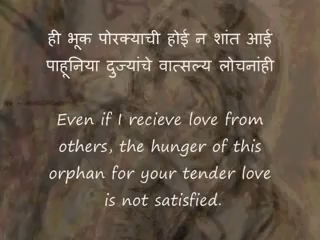 ही भूक पोरक्याची होई न शांत आई
पाहूनिया दुज्यांचे वात्सल्य लोचनांही
Even if I recieve love from
others, the hunger of this
orphan for your tender love
is not satisfied.